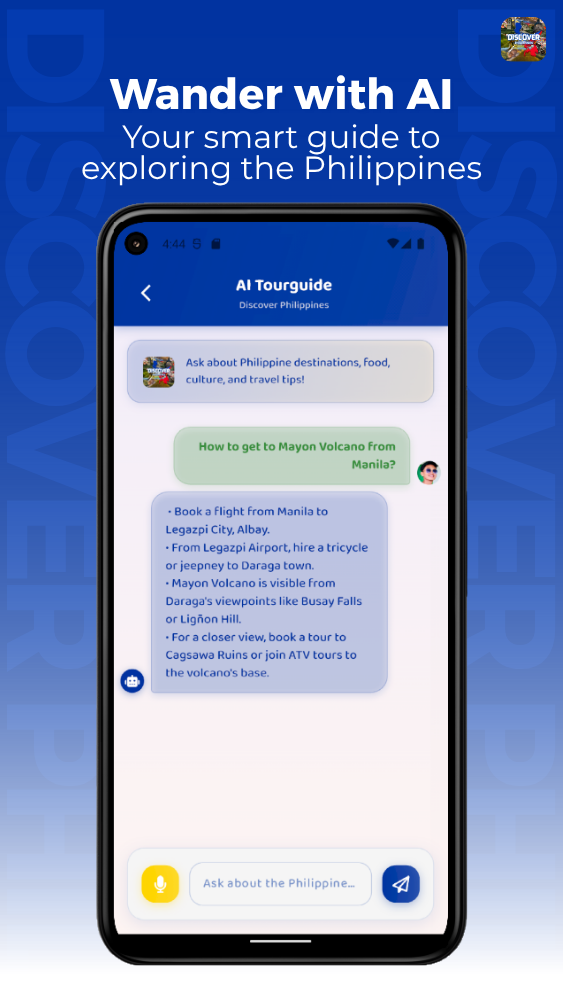 DISCOVER
Wander with AI
Your smart guide to
exploring the Philippines
DISCOVER PH
DISCOVER PH
4:44
AI Tourguide
Discover Philippines
DISCOVER
Ask about Philippine destinations, food,
culture, and travel tips!
How to get to Mayon Volcano from
Manila?
• Book a flight from Manila to
Legazpi City, Albay.
• From Legazpi Airport, hire a tricycle
or jeepney to Daraga town.
• Mayon Volcano is visible from
Daraga's viewpoints like Busay Falls
or Ligñon Hill.
• For a closer view, book a tour to
Cagsawa Ruins or join ATV tours to
the volcano's base.
Ask about the Philippine...